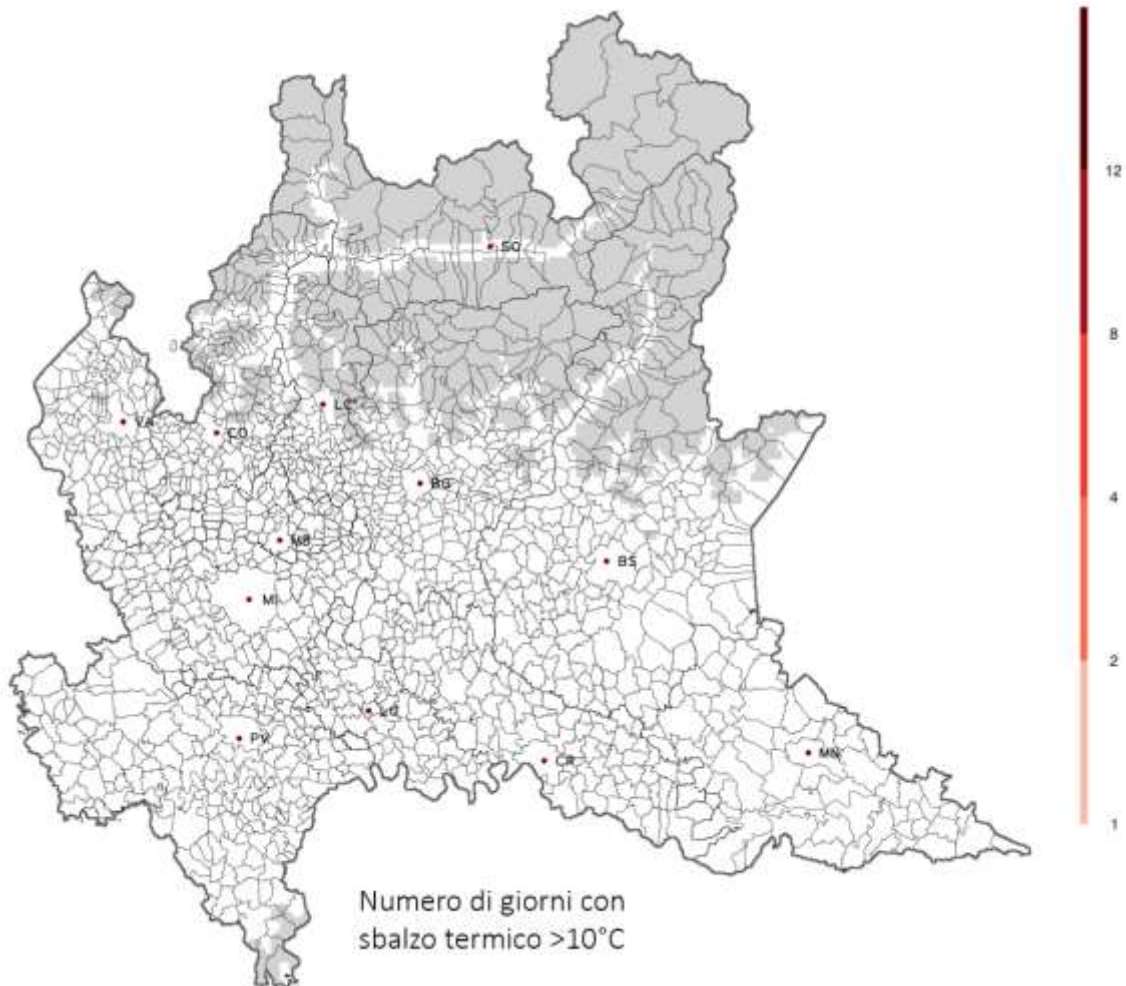 12
SO
8
LC
VA
CO
BG
4
MB
BS
MI
2
LO
PV
MN
CR
1
Numero di giorni con
sbalzo termico >10°C